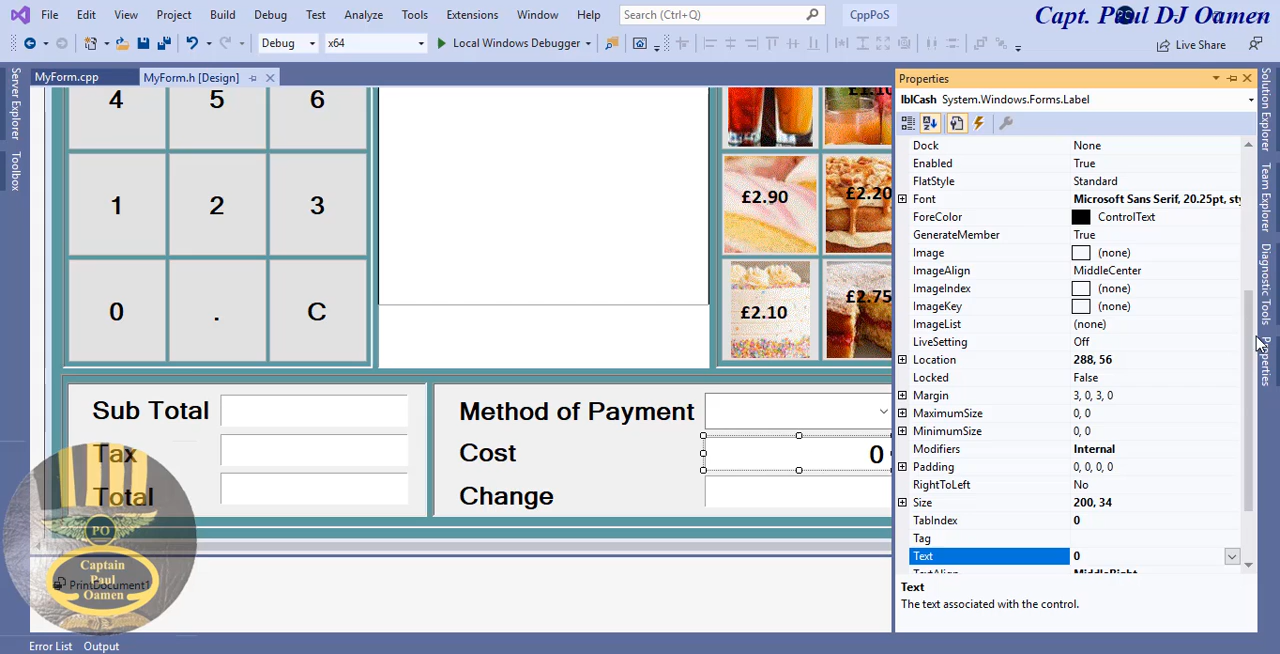 File Edit View Project Build Debug Test Analyze Tools Extensions Window Help Search (Ctrl+Q) CppPoS
Capt. Paul DJ Oamen
Debug x64 Local Windows Debugger Live Share
MyForm.cpp MyForm.h [Design]
Server Explorer
Toolbox
4 5 6
1 2 3
0 . C
£2.90 £2.20
£2.10 £2.75
Sub Total
Tax
Total
Method of Payment
Cost 0
Change
PrintDocument1
PO
Captain
Paul
Oamen
Error List Output
Properties
lblCash System.Windows.Forms.Label
Dock None
Enabled True
FlatStyle Standard
Font Microsoft Sans Serif, 20.25pt, sty
ForeColor ControlText
GenerateMember True
Image (none)
ImageAlign MiddleCenter
ImageIndex (none)
ImageKey (none)
ImageList (none)
LiveSetting Off
Location 288, 56
Locked False
Margin 3, 0, 3, 0
MaximumSize 0, 0
MinimumSize 0, 0
Modifiers Internal
Padding 0, 0, 0, 0
RightToLeft No
Size 200, 34
TabIndex 0
Tag
Text 0
TextAlign MiddleRight
Text
The text associated with the control.
Solution Explorer
Team Explorer
Diagnostic Tools
Properties